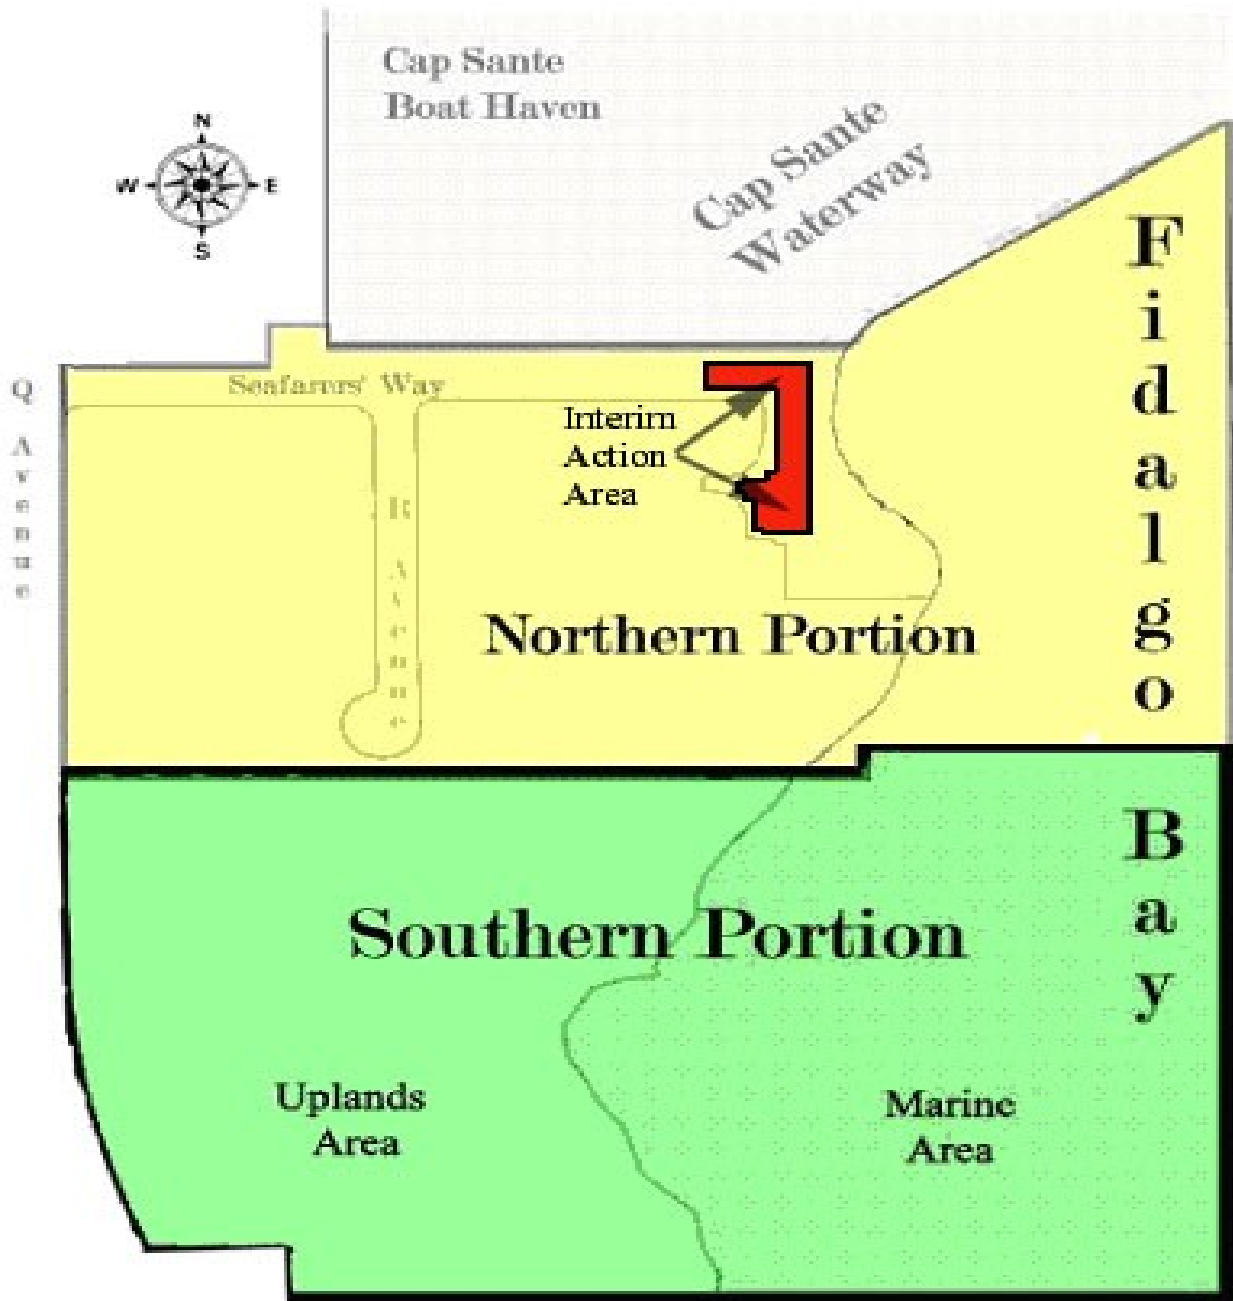 Cap Sante
Boat Haven
Cap Sante
Waterway
N
W
E
S
Fidalgo
Q Avenue
Seafarers' Way
Interim
Action
Area
R Avenue
Northern Portion
Southern Portion
Bay
Uplands
Area
Marine
Area